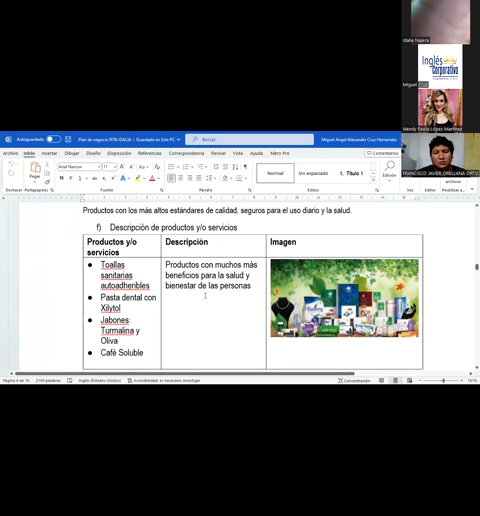 Idalia Najera
Inglés
Corporativo
Miguel Cruz
Wendy Paola López Martínez
FRANCISCO JAVIER ORELLANA ORTIZ
Autoguardado
Plan de negocio RITA IDALIA • Guardado en Este PC
Buscar
Miguel Angel Alexander Cruz Hernandez
Archivo Inicio Insertar Dibujar Diseño Disposición Referencias Correspondencia Revisar Vista Ayuda Nitro Pro
Comentarios
Pegar
Arial Narrow 11
N K S
Normal
Sin espaciado
1. Título 1
Edición
archivos
Deshacer Portapapeles Fuente Párrafo Estilos Voz Editor Reutilizar a...
Productos con los más altos estándares de calidad, seguros para el uso diario y la salud.
f) Descripción de productos y/o servicios
Productos y/o servicios Descripción Imagen
● Toallas sanitarias autoadheribles
● Pasta dental con Xilytol
● Jabones: Turmalina y Oliva
● Café Soluble
Productos con muchos más
beneficios para la salud y
bienestar de las personas
Página 4 de 16 2149 palabras Inglés (Estados Unidos) Accesibilidad: es necesario investigar
Concentración